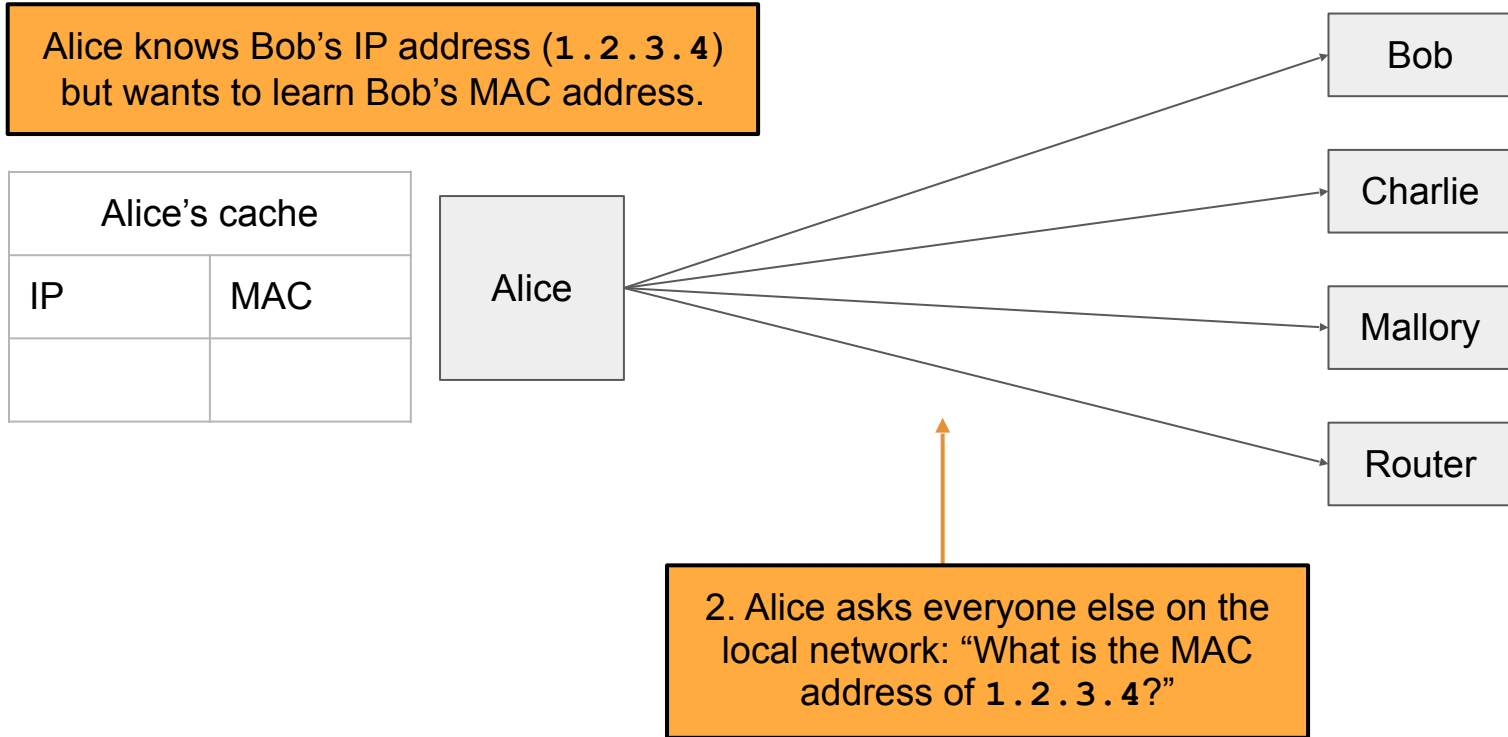 Alice knows Bob’s IP address (1.2.3.4)
but wants to learn Bob’s MAC address.
Alice’s cache
IP
MAC
Alice
Bob
Charlie
Mallory
Router
2. Alice asks everyone else on the
local network: “What is the MAC
address of 1.2.3.4?”